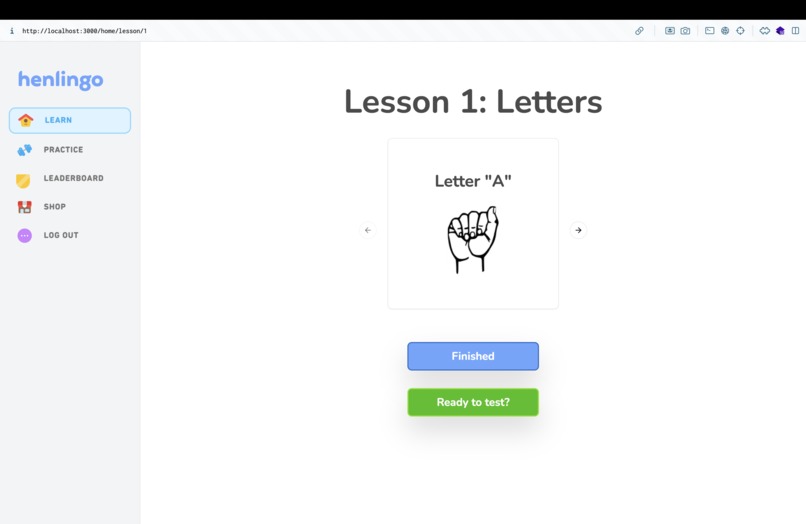 http://localhost:3000/home/lesson/1
henlingo
LEARN
PRACTICE
LEADERBOARD
SHOP
LOG OUT
Lesson 1: Letters
Letter "A"
Finished
Ready to test?